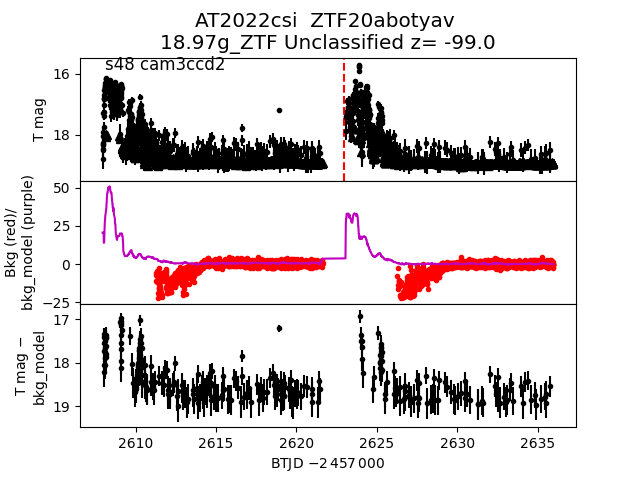 AT2022csi  ZTF20abotyav
18.97g_ZTF Unclassified z= -99.0
s48 cam3ccd2
16
18
T mag
50
25
0
−25
Bkg (red)/
bkg_model (purple)
17
18
19
T mag −
bkg_model
2610
2615
2620
2625
2630
2635
BTJD −2 457 000